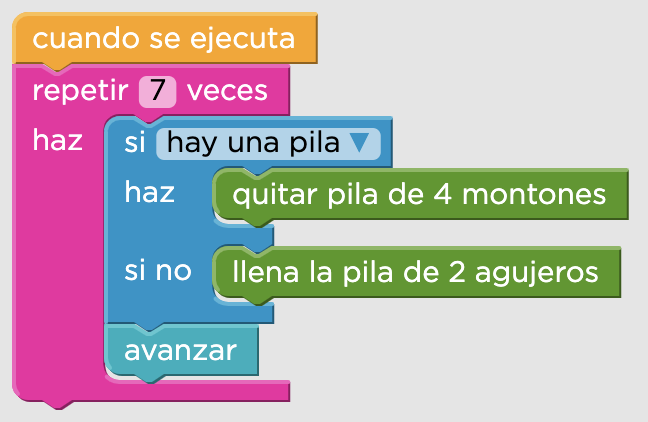 cuando se ejecuta
repetir 7 veces
haz
si hay una pila
haz
quitar pila de 4 montones
si no
llena la pila de 2 agujeros
avanzar